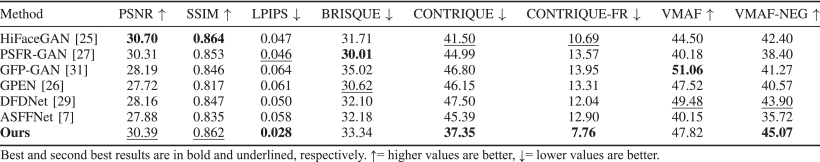 Method PSNR ↑ SSIM ↑ LPIPS ↓ BRISQUE ↓ CONTRIQUE ↓ CONTRIQUE-FR ↓ VMAF ↑ VMAF-NEG ↑
HiFaceGAN [25] 30.70 0.864 0.047 31.71 41.50 10.69 44.50 42.40
PSFR-GAN [27] 30.31 0.853 0.046 30.01 44.99 13.57 40.18 38.40
GFP-GAN [31] 28.19 0.846 0.064 35.02 46.80 13.95 51.06 41.27
GPEN [26] 27.72 0.817 0.061 30.62 46.15 13.31 47.52 40.57
DFDNet [29] 28.16 0.847 0.050 32.10 47.50 12.04 49.48 43.90
ASFFNet [7] 27.88 0.835 0.058 32.18 45.39 12.90 40.15 35.72
Ours 30.39 0.862 0.028 33.34 37.35 7.76 47.82 45.07
Best and second best results are in bold and underlined, respectively. ↑= higher values are better, ↓= lower values are better.